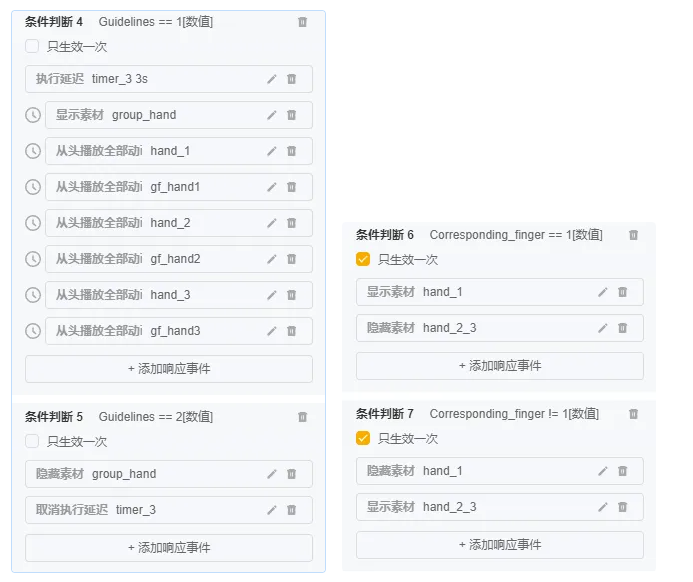 条件判断 4 Guidelines == 1[数值]
只生效一次
执行延迟 timer_3 3s
显示素材 group_hand
从头播放全部动i hand_1
从头播放全部动i gf_hand1
从头播放全部动i hand_2
从头播放全部动i gf_hand2
从头播放全部动i hand_3
从头播放全部动i gf_hand3
+ 添加响应事件
条件判断 5 Guidelines == 2[数值]
只生效一次
隐藏素材 group_hand
取消执行延迟 timer_3
+ 添加响应事件
条件判断 6 Corresponding_finger == 1[数值]
只生效一次
显示素材 hand_1
隐藏素材 hand_2_3
+ 添加响应事件
条件判断 7 Corresponding_finger != 1[数值]
只生效一次
隐藏素材 hand_1
显示素材 hand_2_3
+ 添加响应事件